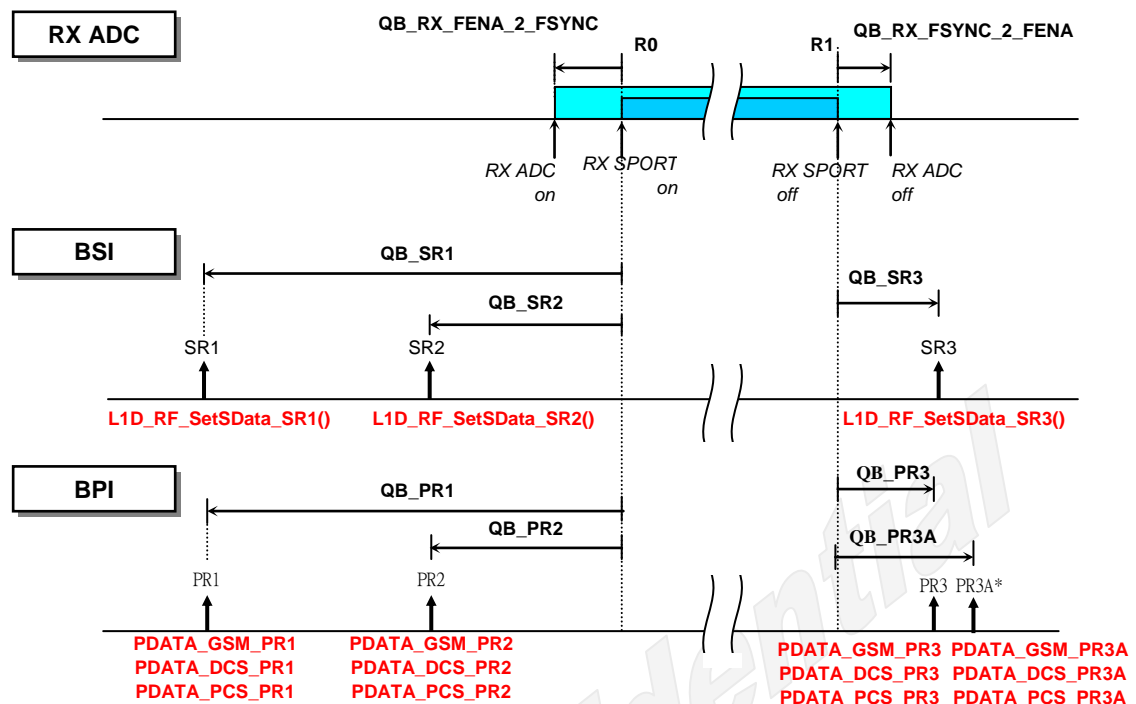 RX ADC
QB_RX_FENA_2_FSYNC
R0
R1
QB_RX_FSYNC_2_FENA
RX ADC
on
RX SPORT
on
RX SPORT
off
RX ADC
off
BSI
QB_SR1
QB_SR2
QB_SR3
SR1
SR2
SR3
L1D_RF_SetSData_SR1()
L1D_RF_SetSData_SR2()
L1D_RF_SetSData_SR3()
BPI
QB_PR1
QB_PR2
QB_PR3
QB_PR3A
PR1
PR2
PR3
PR3A*
PDATA_GSM_PR1
PDATA_DCS_PR1
PDATA_PCS_PR1
PDATA_GSM_PR2
PDATA_DCS_PR2
PDATA_PCS_PR2
PDATA_GSM_PR3
PDATA_DCS_PR3
PDATA_PCS_PR3
PDATA_GSM_PR3A
PDATA_DCS_PR3A
PDATA_PCS_PR3A